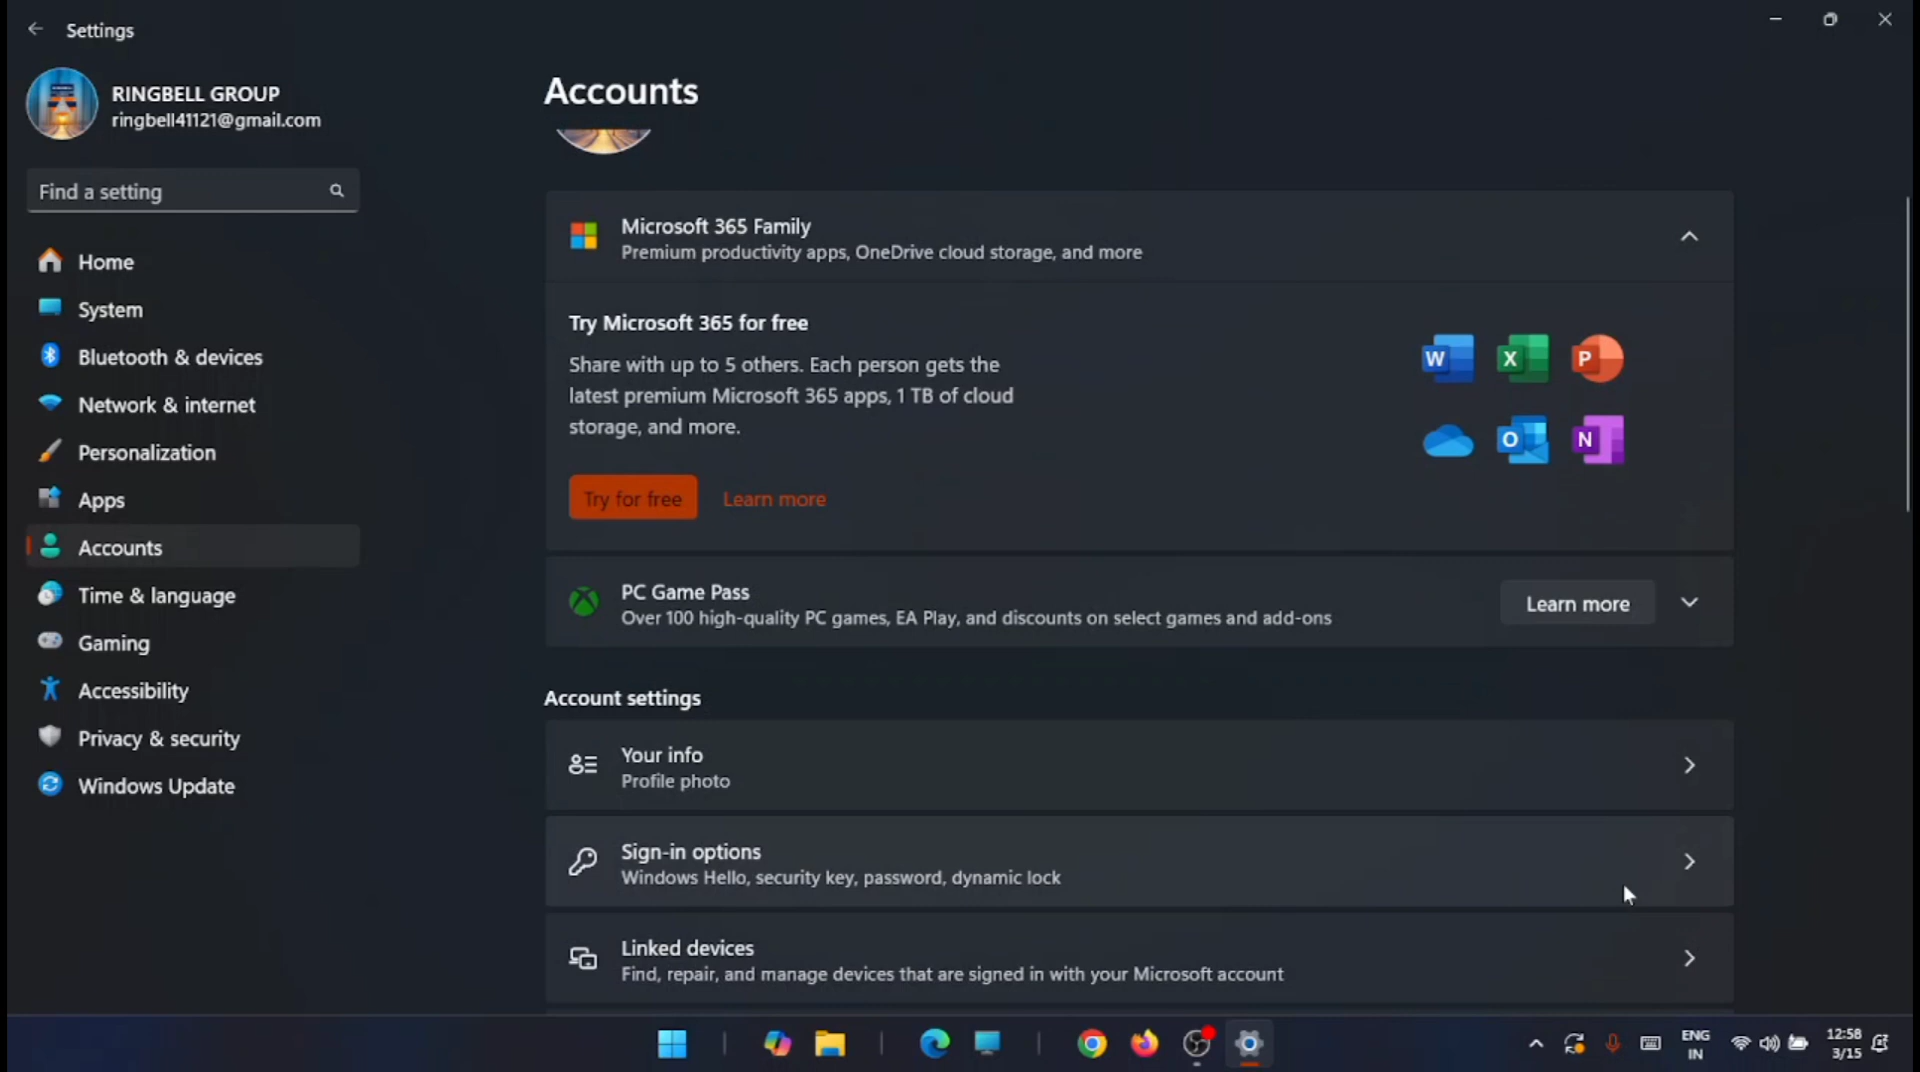 Settings
RINGBELL GROUP
ringbell41121@gmail.com
Find a setting
Home
System
Bluetooth & devices
Network & internet
Personalization
Apps
Accounts
Time & language
Gaming
Accessibility
Privacy & security
Windows Update
Accounts
Microsoft 365 Family
Premium productivity apps, OneDrive cloud storage, and more
Try Microsoft 365 for free
Share with up to 5 others. Each person gets the
latest premium Microsoft 365 apps, 1 TB of cloud
storage, and more.
Try for free
Learn more
W
X
P
O
N
PC Game Pass
Over 100 high-quality PC games, EA Play, and discounts on select games and add-ons
Learn more
Account settings
Your info
Profile photo
Sign-in options
Windows Hello, security key, password, dynamic lock
Linked devices
Find, repair, and manage devices that are signed in with your Microsoft account
ENG
IN
12:58
3/15